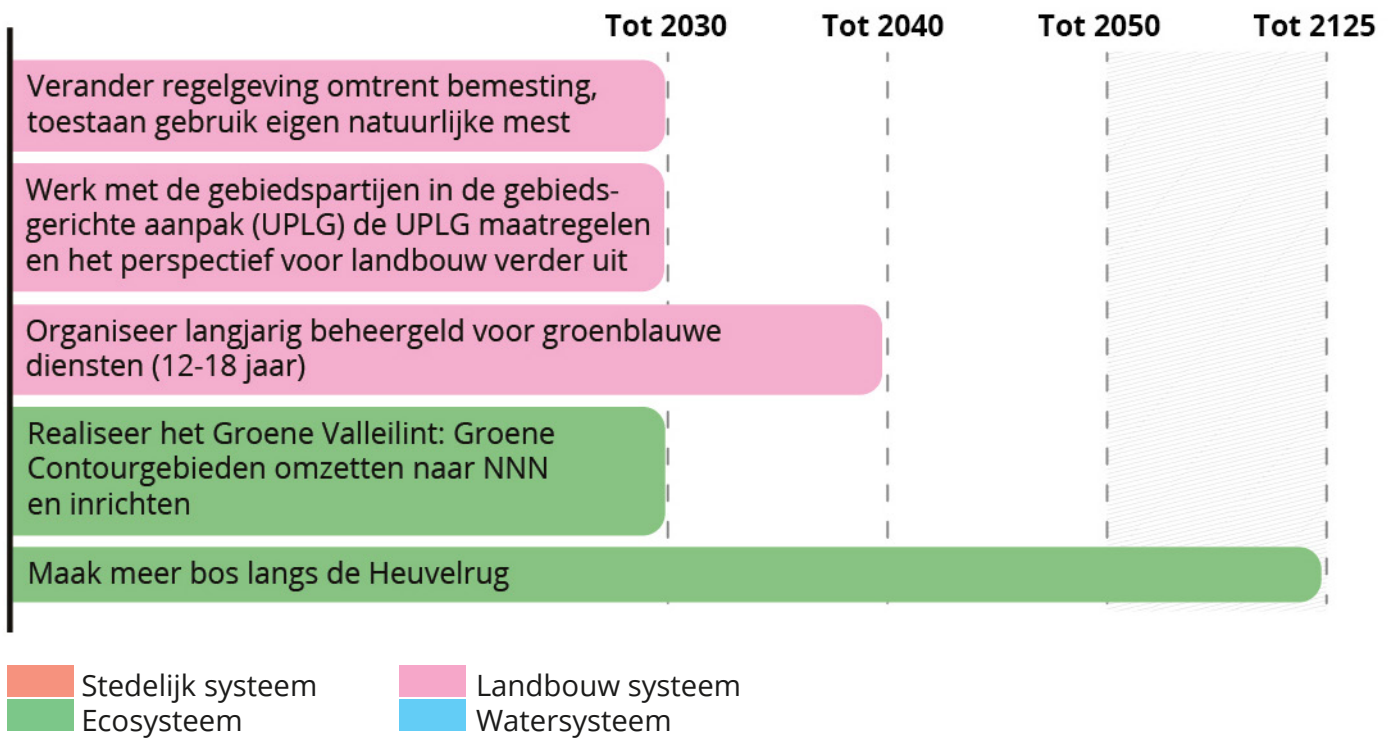 Tot 2030 Tot 2040 Tot 2050 Tot 2125
Verander regelgeving omtrent bemesting,
toestaan gebruik eigen natuurlijke mest
Werk met de gebiedspartijen in de gebieds-
gerichte aanpak (UPLG) de UPLG maatregelen
en het perspectief voor landbouw verder uit
Organiseer langjarig beheergeld voor groenblauwe
diensten (12-18 jaar)
Realiseer het Groene Valleilint: Groene
Contourgebieden omzetten naar NNN
en inrichten
Maak meer bos langs de Heuvelrug
Stedelijk systeem Landbouw systeem
Ecosysteem Watersysteem